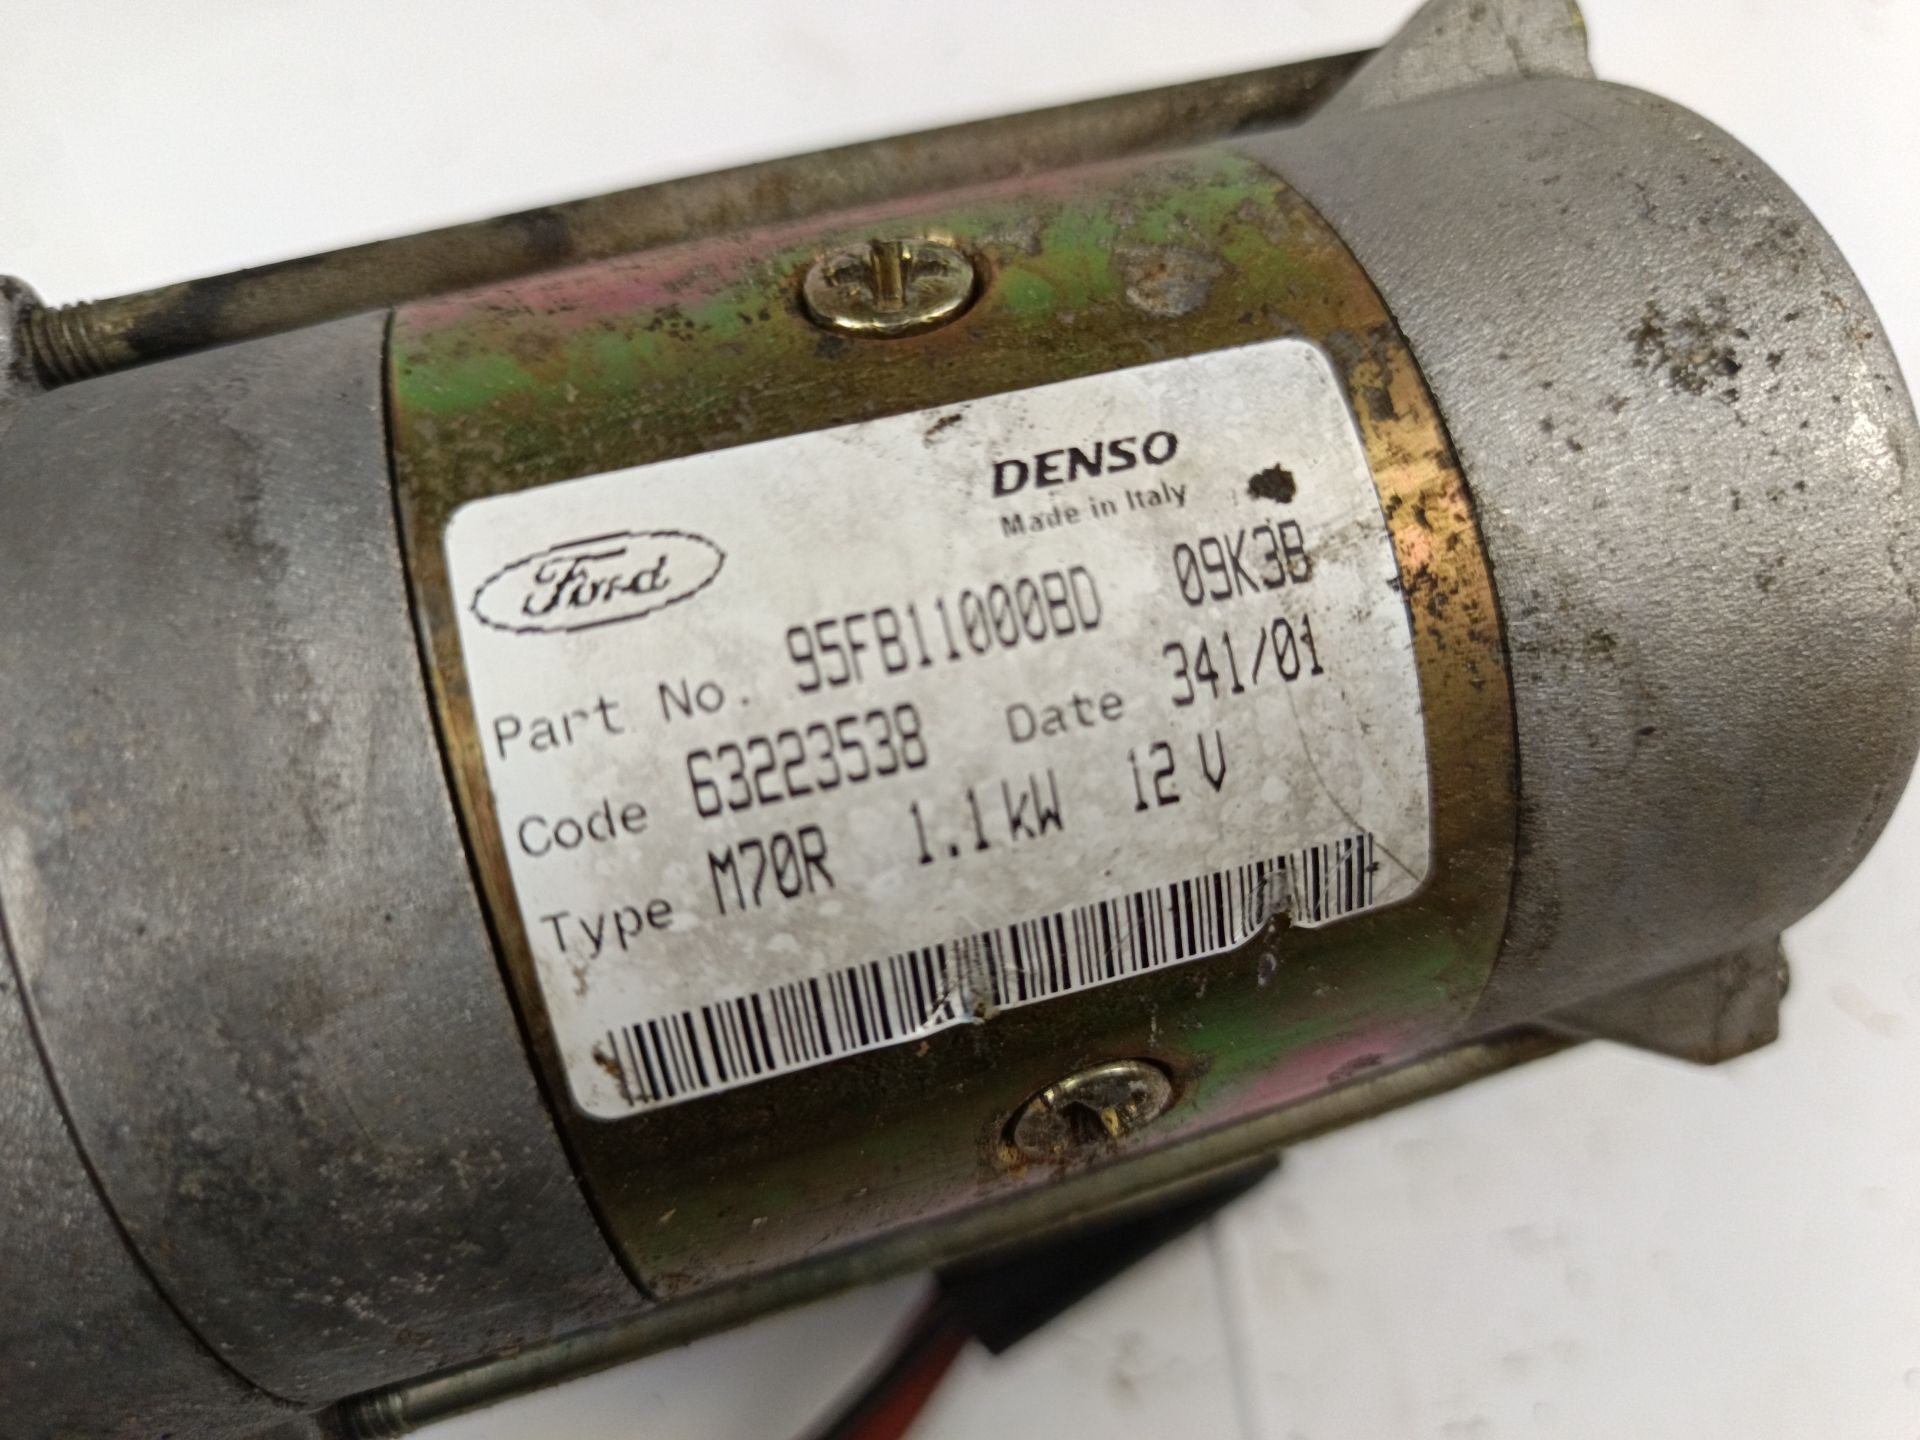 DENSO
Made in Italy
Ford
Part No. 95FB11000BD 09K3B
Code 63223538 Date 341/01
Type M70R 1.1kW 12V